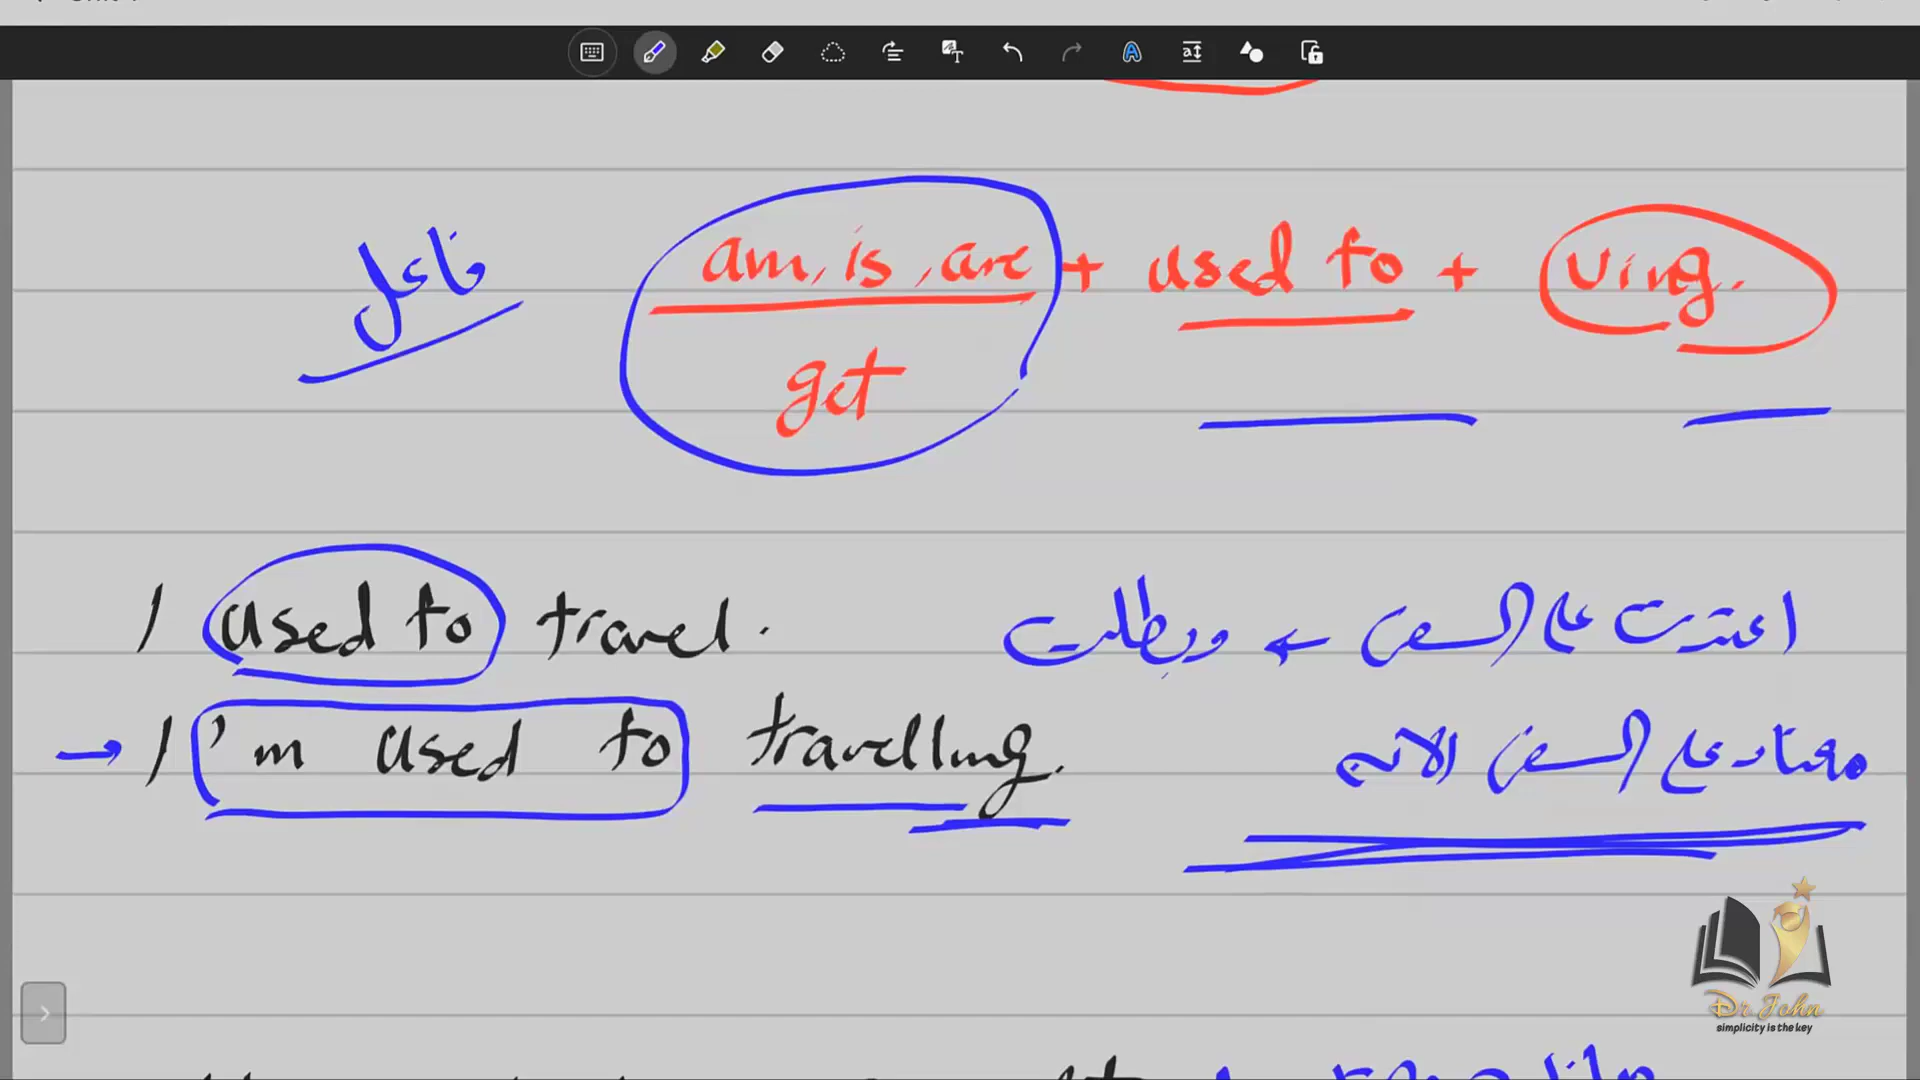 فاعل am, is, are + used to + Ving.
get
I used to travel. اعتدت على السفر ← وبطلت
→ I'm used to travelling. معتاد على السفر الآن
Dr John
simplicity is the key